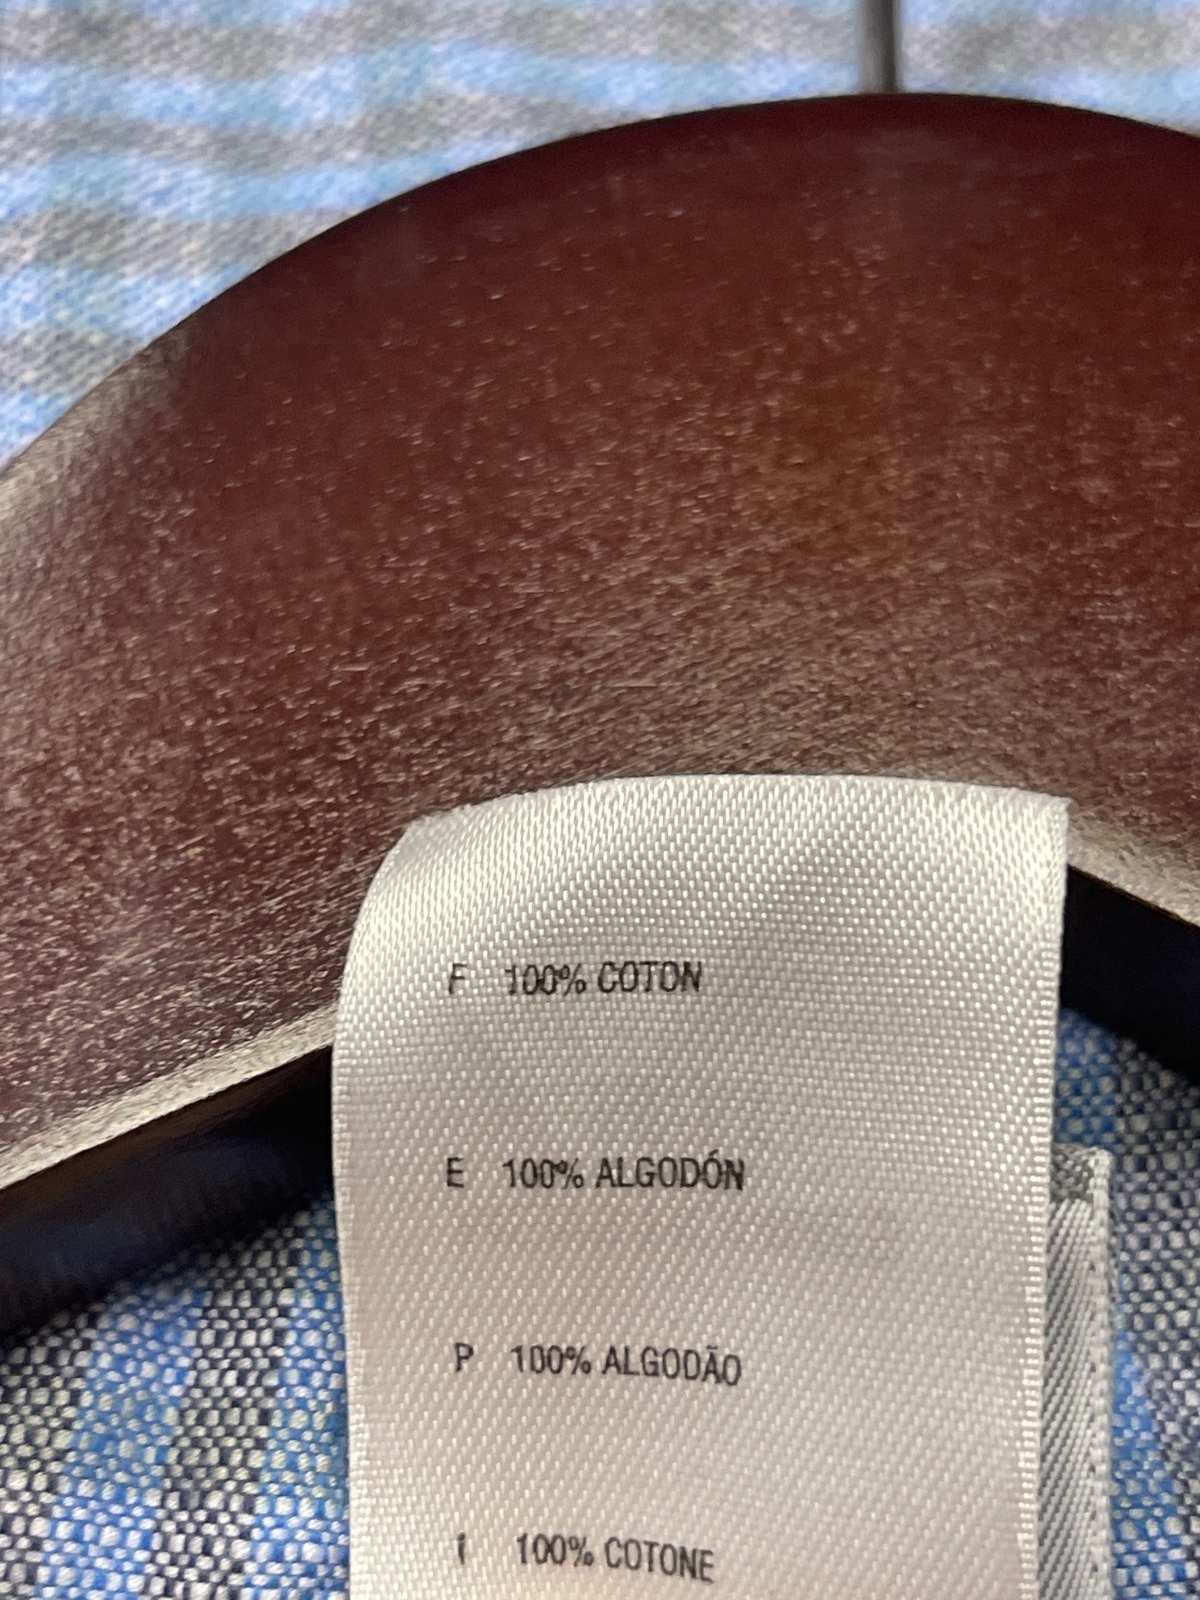 F 100% COTON
E 100% ALGODÓN
P 100% ALGODÃO
I 100% COTONE